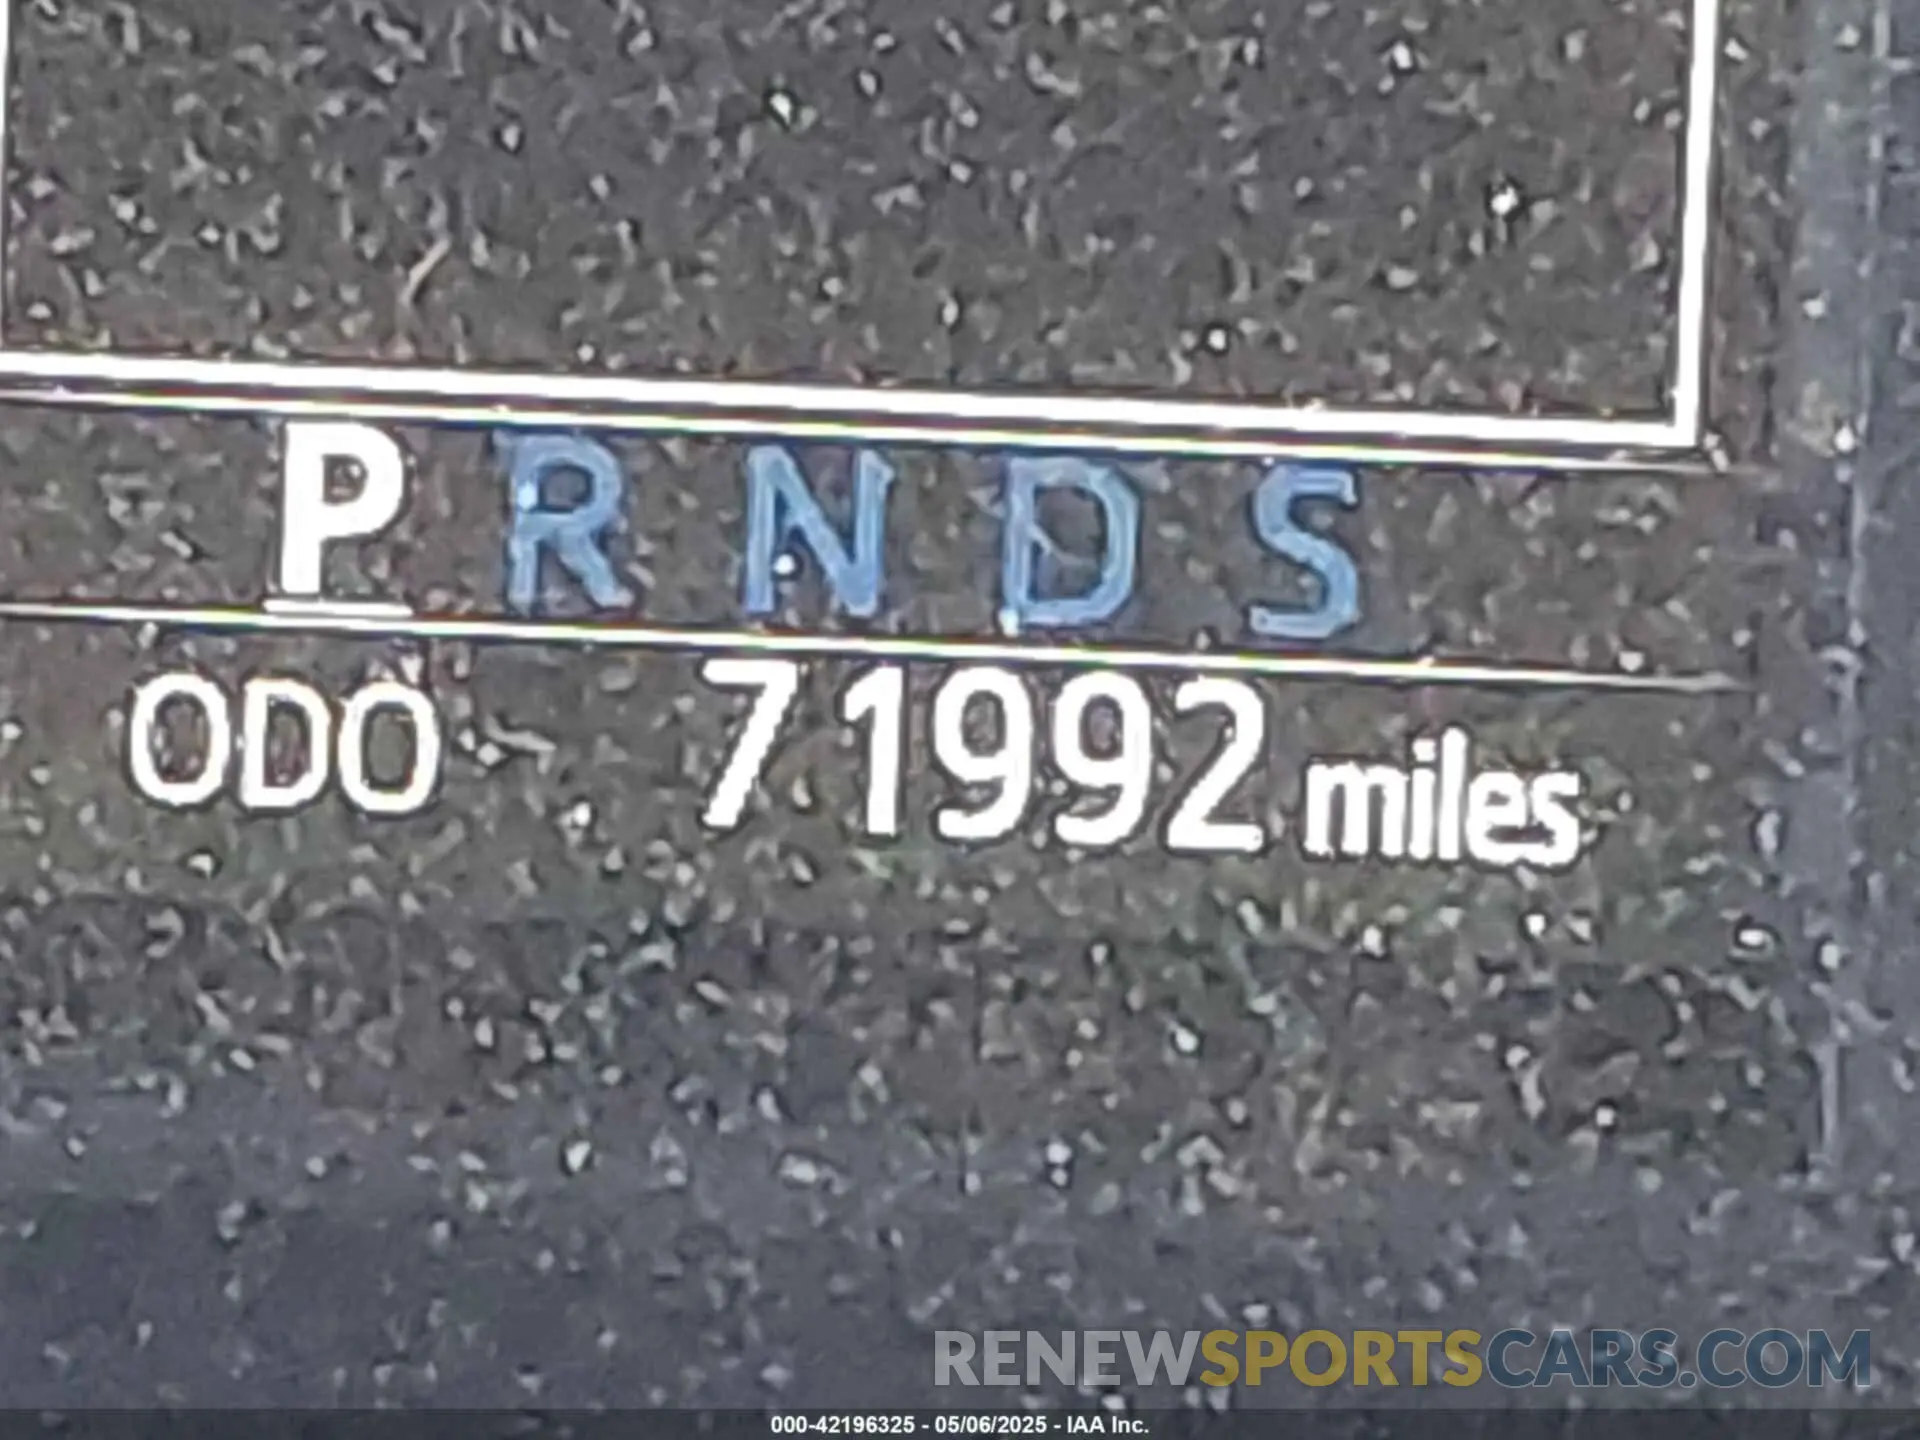 P R N D S
ODO 71992 miles
RENEWSPORTSCARS.COM
000-42196325 - 05/06/2025 - IAA Inc.